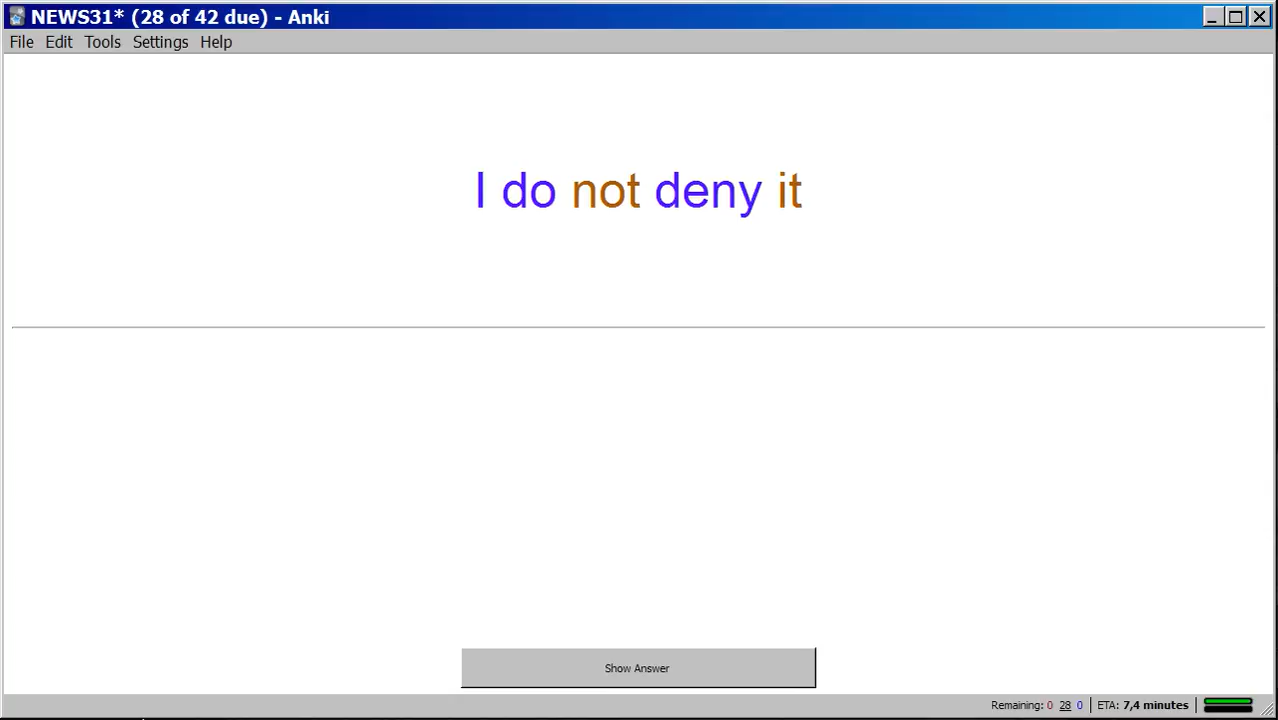 NEWS31* (28 of 42 due) - Anki
File Edit Tools Settings Help
I do not deny it
Show Answer
Remaining: 0 28 0 ETA: 7,4 minutes